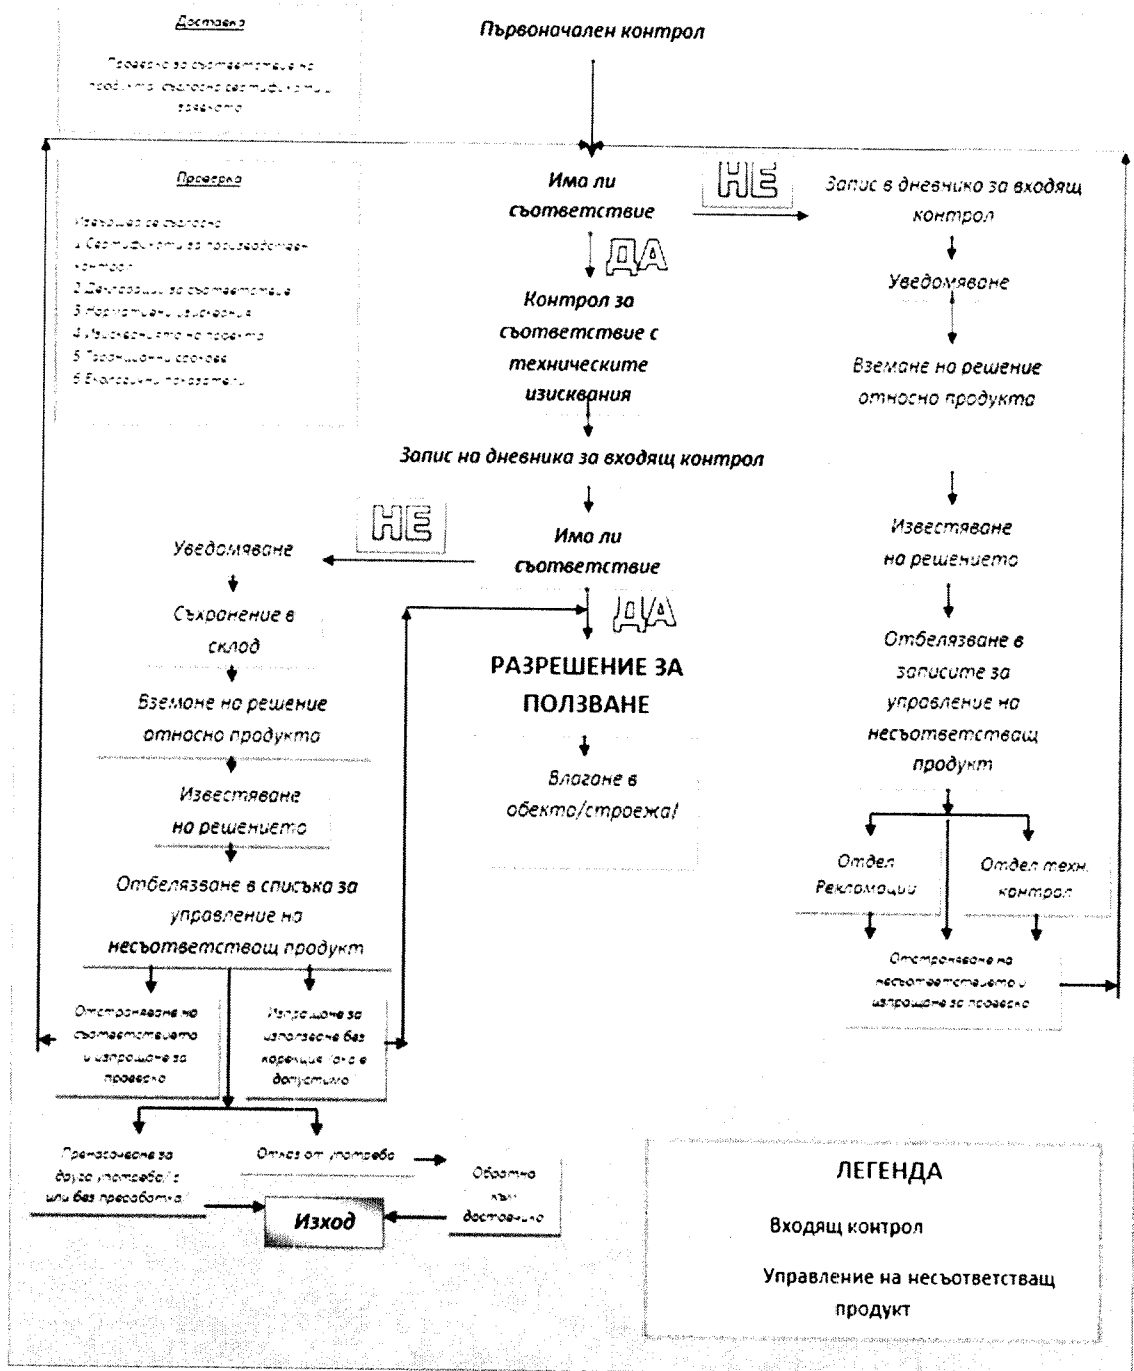 Доставка
Проверка за съответствие на
продукта, съгласно сертификати и
заявката
Първоначален контрол
Проверка
Извършва се съгласно
1.Сертификати за производствен
контрол
2.Декларации за съответствие
3.Нормативни изисквания
4.Изискванията на проекта
5.Гаранционни срокове
6.Екологични показатели
Има ли
съответствие
НЕ
Запис в дневника за входящ
контрол
ДА
Уведомяване
Контрол за
съответствие с
техническите
изисквания
Вземане на решение
относно продукта
Запис на дневника за входящ контрол
НЕ
Има ли
съответствие
Уведомяване
Известяване
на решението
ДА
Съхранение в
склад
РАЗРЕШЕНИЕ ЗА
ПОЛЗВАНЕ
Отбелязване в
записите за
управление на
несъответстващ
продукт
Вземане на решение
относно продукта
Влагане в
обекта/строежа/
Известяване
на решението
Отдел
Рекламации
Отдел техн.
контрол
Отбелязване в списъка за
управление на
несъответстващ продукт
Отстраняване на
несъответствието и
изпращане за проверка
Отстраняване на
съответствието
и изпращане за
проверка
Изпращане за
използване без
корекция /ако е
допустимо/
Пренасочване за
друга употреба/ с
или без преработка/
Отказ от употреба
Обратно
към
доставчика
Изход
ЛЕГЕНДА
Входящ контрол
Управление на несъответстващ
продукт